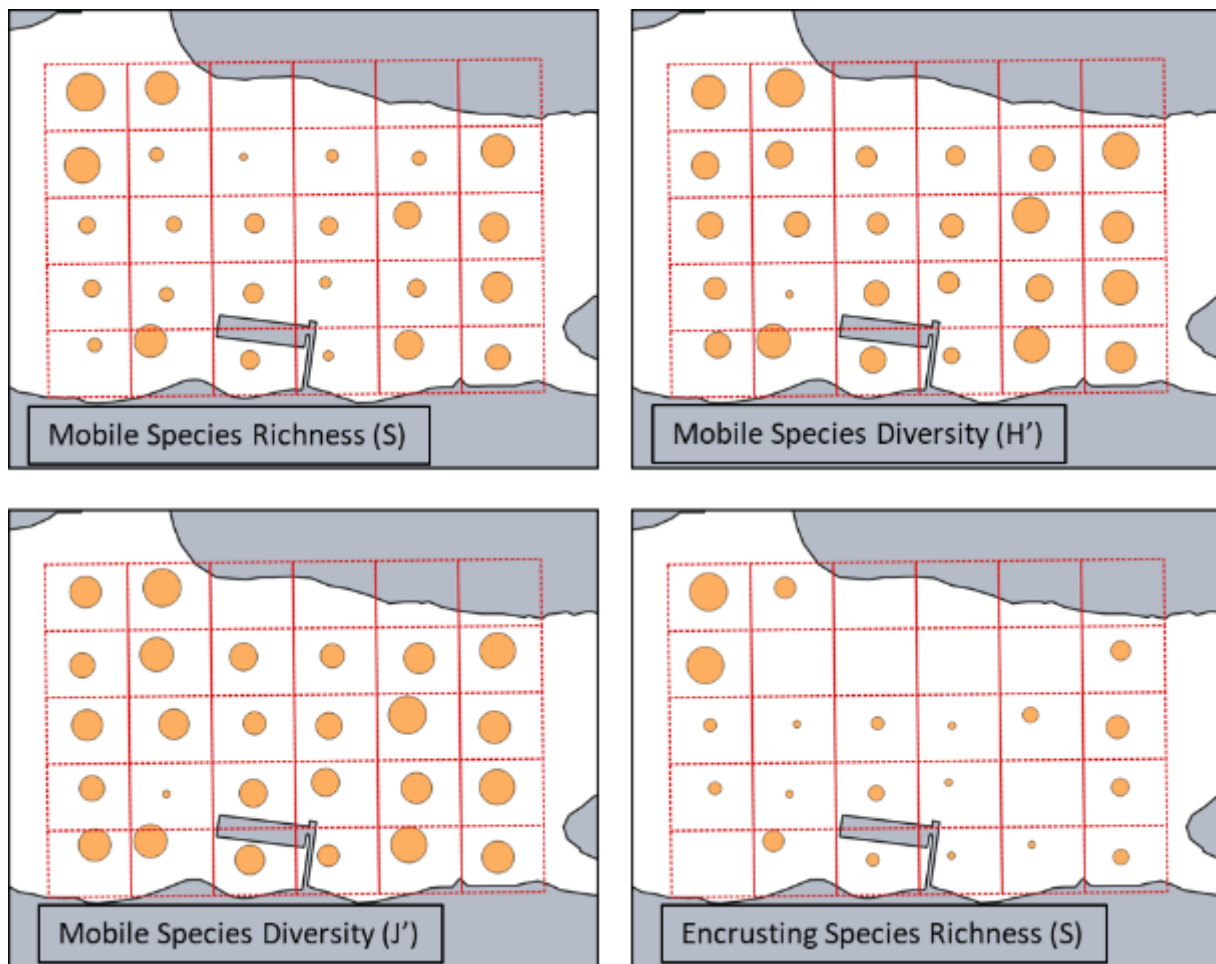 Mobile Species Richness (S)
Mobile Species Diversity (H’)
Mobile Species Diversity (J’)
Encrusting Species Richness (S)